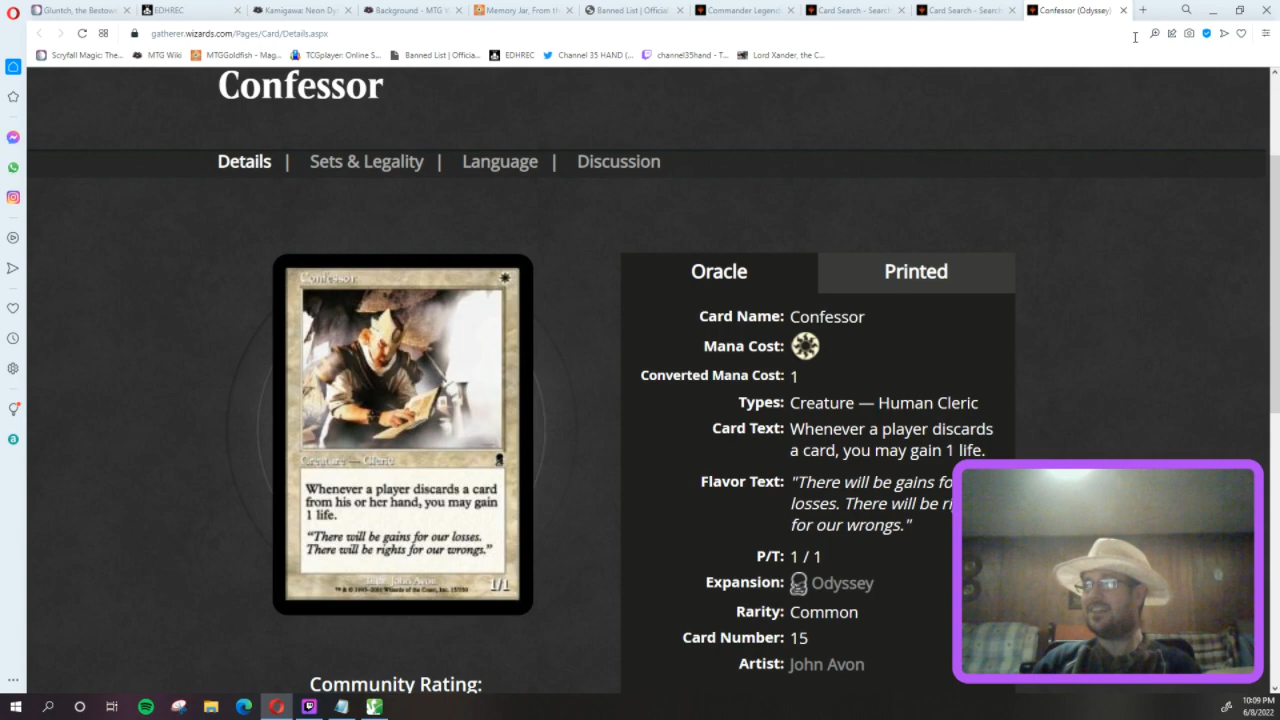 Gluntch, the Bestow
EDHREC
Kamigawa: Neon Dy
Background - MTG W
Memory Jar, From th
Banned List | Official
Commander Legend
Card Search - Search
Card Search - Search
Confessor (Odyssey)
gatherer.wizards.com/Pages/Card/Details.aspx
Scryfall Magic: The...
MTG Wiki
MTGGoldfish - Mag...
TCGplayer: Online S...
Banned List | Officia...
EDHREC
Channel 35 HAND (...
channel35hand - T...
Lord Xander, the C...
Confessor
Details | Sets & Legality | Language | Discussion
Confessor
Creature — Cleric
Whenever a player discards a card
from his or her hand, you may gain
1 life.
"There will be gains for our losses.
There will be rights for our wrongs."
Illus. John Avon
1/1
Oracle
Printed
Card Name: Confessor
Mana Cost:
Converted Mana Cost: 1
Types: Creature — Human Cleric
Card Text: Whenever a player discards
a card, you may gain 1 life.
Flavor Text: "There will be gains fo
losses. There will be ri
for our wrongs."
P/T: 1 / 1
Expansion: Odyssey
Rarity: Common
Card Number: 15
Artist: John Avon
Community Rating:
10:09 PM
6/8/2022